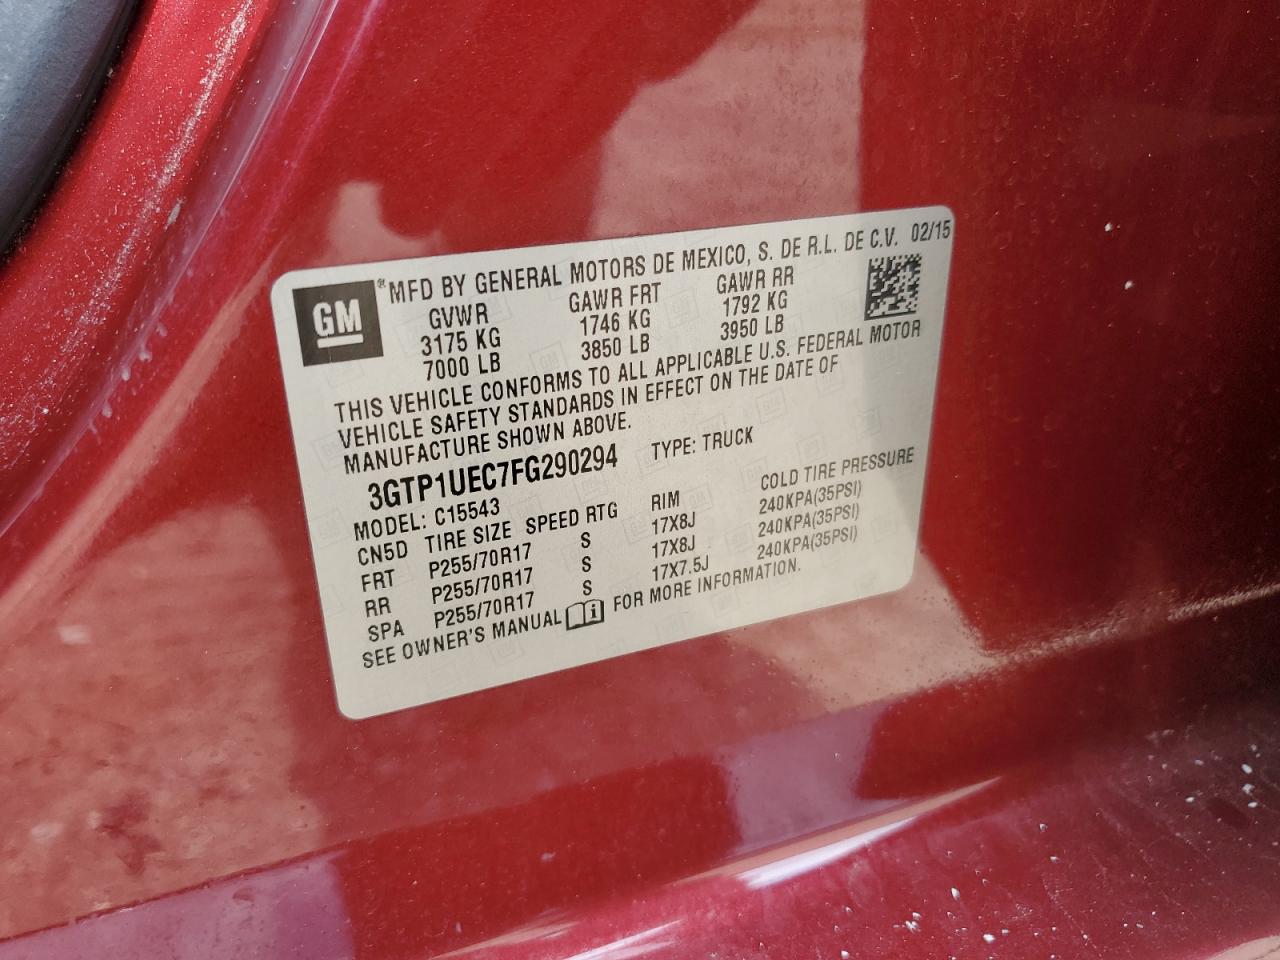 GM ® MFD BY GENERAL MOTORS DE MEXICO, S. DE R.L. DE C.V. 02/15
GVWR GAWR FRT GAWR RR
3175 KG 1746 KG 1792 KG
7000 LB 3850 LB 3950 LB
THIS VEHICLE CONFORMS TO ALL APPLICABLE U.S. FEDERAL MOTOR
VEHICLE SAFETY STANDARDS IN EFFECT ON THE DATE OF
MANUFACTURE SHOWN ABOVE.
3GTP1UEC7FG290294 TYPE: TRUCK
MODEL: C15543
CN5D TIRE SIZE SPEED RTG RIM COLD TIRE PRESSURE
FRT P255/70R17 S 17X8J 240KPA(35PSI)
RR P255/70R17 S 17X8J 240KPA(35PSI)
SPA P255/70R17 S 17X7.5J 240KPA(35PSI)
SEE OWNER'S MANUAL i FOR MORE INFORMATION.